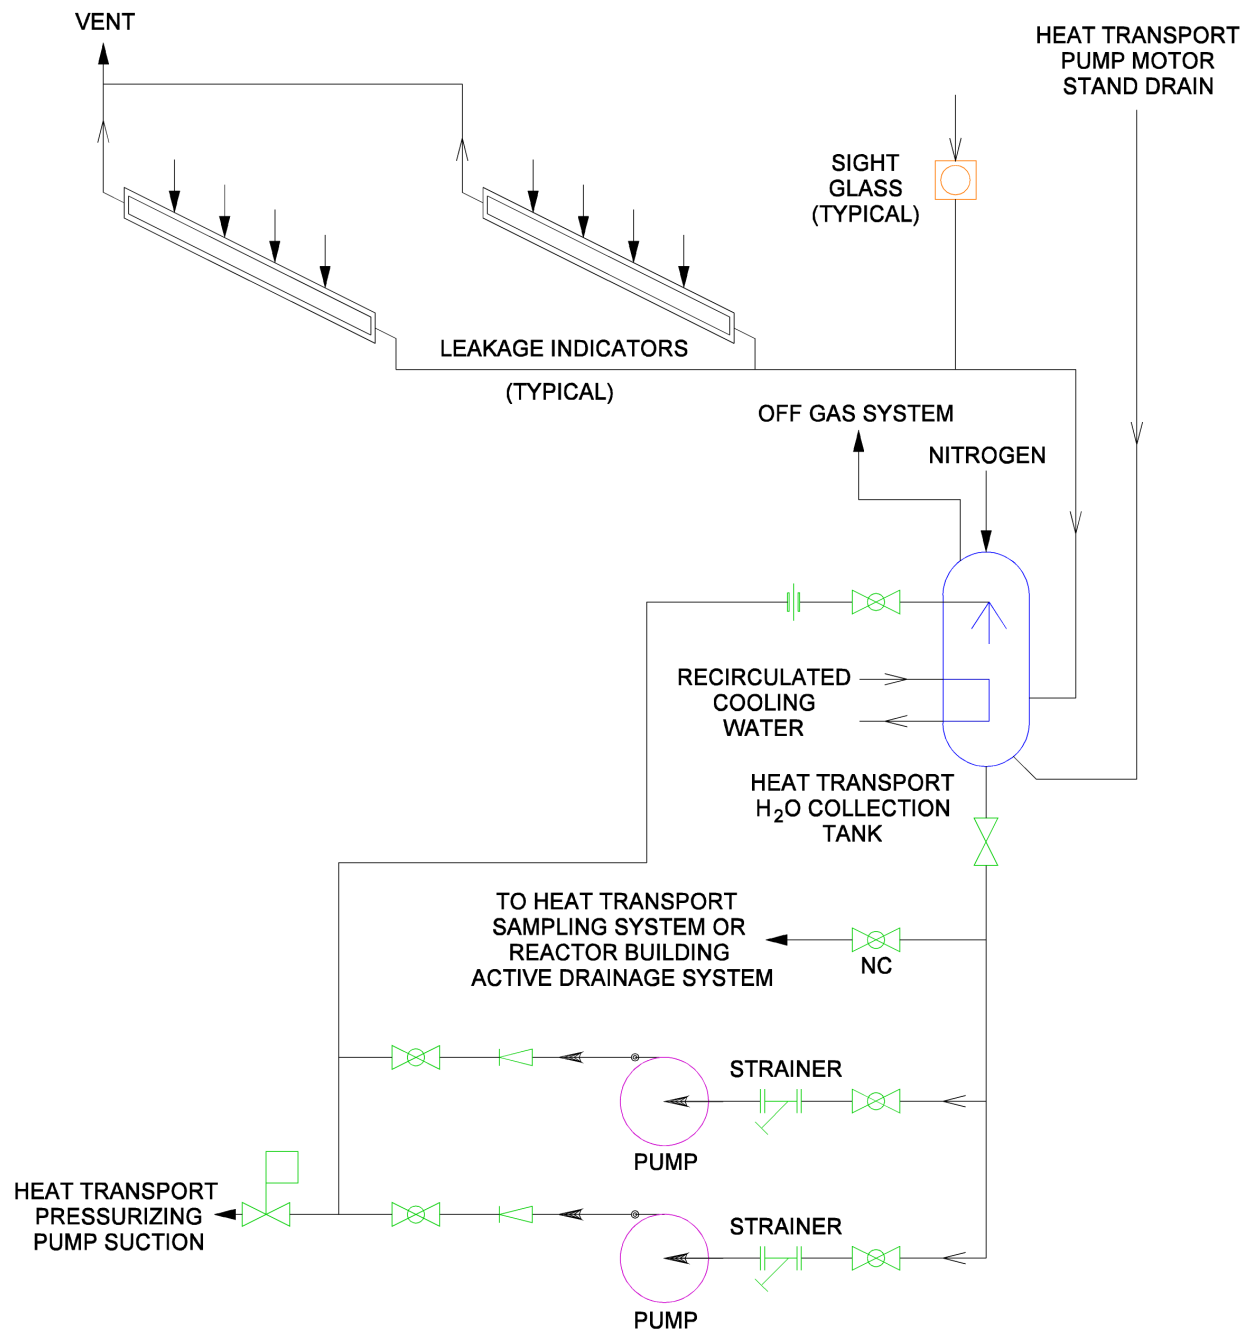 VENT
HEAT TRANSPORT
PUMP MOTOR
STAND DRAIN
SIGHT
GLASS
(TYPICAL)
LEAKAGE INDICATORS
(TYPICAL)
OFF GAS SYSTEM
NITROGEN
RECIRCULATED
COOLING
WATER
HEAT TRANSPORT
H₂O COLLECTION
TANK
TO HEAT TRANSPORT
SAMPLING SYSTEM OR
REACTOR BUILDING
ACTIVE DRAINAGE SYSTEM
NC
STRAINER
PUMP
HEAT TRANSPORT
PRESSURIZING
PUMP SUCTION
STRAINER
PUMP